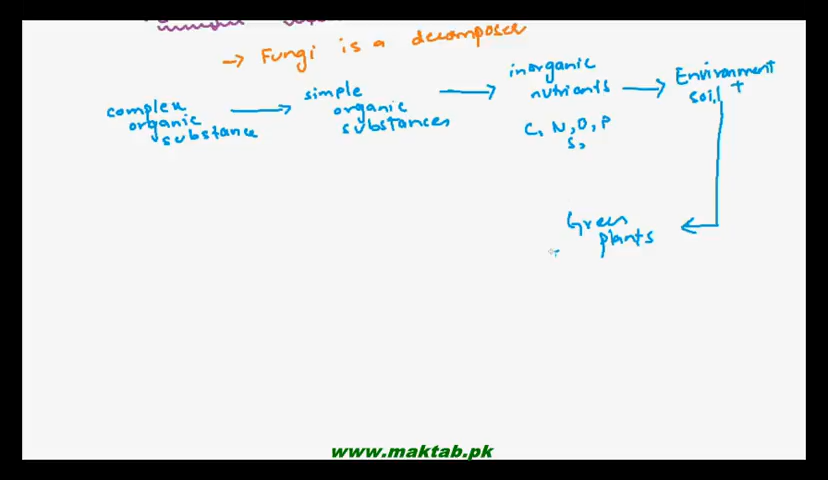 → Fungi is a decomposer
complex organic substance → simple organic substances → inorganic nutrients → Environment soil +
C, N, O, P
S,
Green
plants
www.maktab.pk